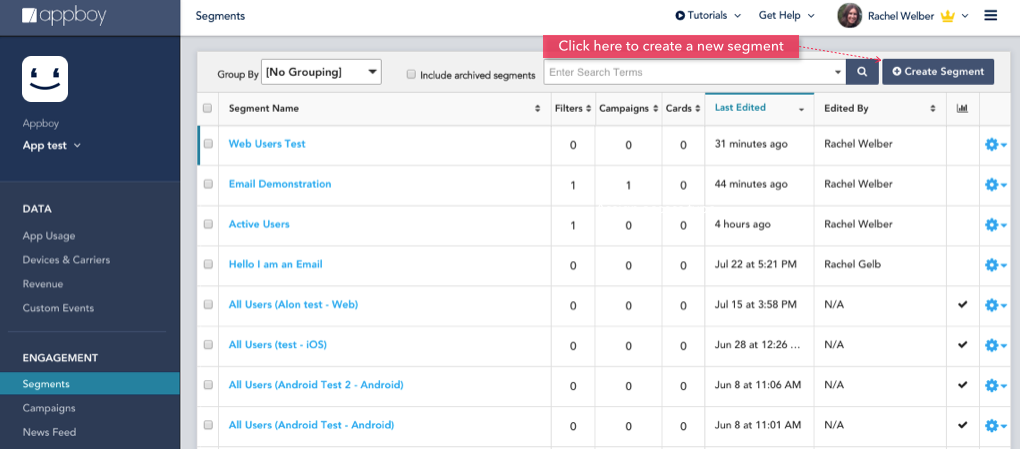 appboy
Segments
Tutorials
Get Help
Rachel Welber
Click here to create a new segment
Group By
[No Grouping]
Include archived segments
Enter Search Terms
Create Segment
Appboy
App test
DATA
App Usage
Devices & Carriers
Revenue
Custom Events
ENGAGEMENT
Segments
Campaigns
News Feed
Segment Name Filters Campaigns Cards Last Edited Edited By
Web Users Test 0 0 0 31 minutes ago Rachel Welber
Email Demonstration 1 1 0 44 minutes ago Rachel Welber
Active Users 1 0 0 4 hours ago Rachel Welber
Hello I am an Email 0 0 0 Jul 22 at 5:21 PM Rachel Gelb
All Users (Alon test - Web) 0 0 0 Jul 15 at 3:58 PM N/A
All Users (test - iOS) 0 0 0 Jun 28 at 12:26 ... N/A
All Users (Android Test 2 - Android) 0 0 0 Jun 8 at 11:06 AM N/A
All Users (Android Test - Android) 0 0 0 Jun 8 at 11:01 AM N/A